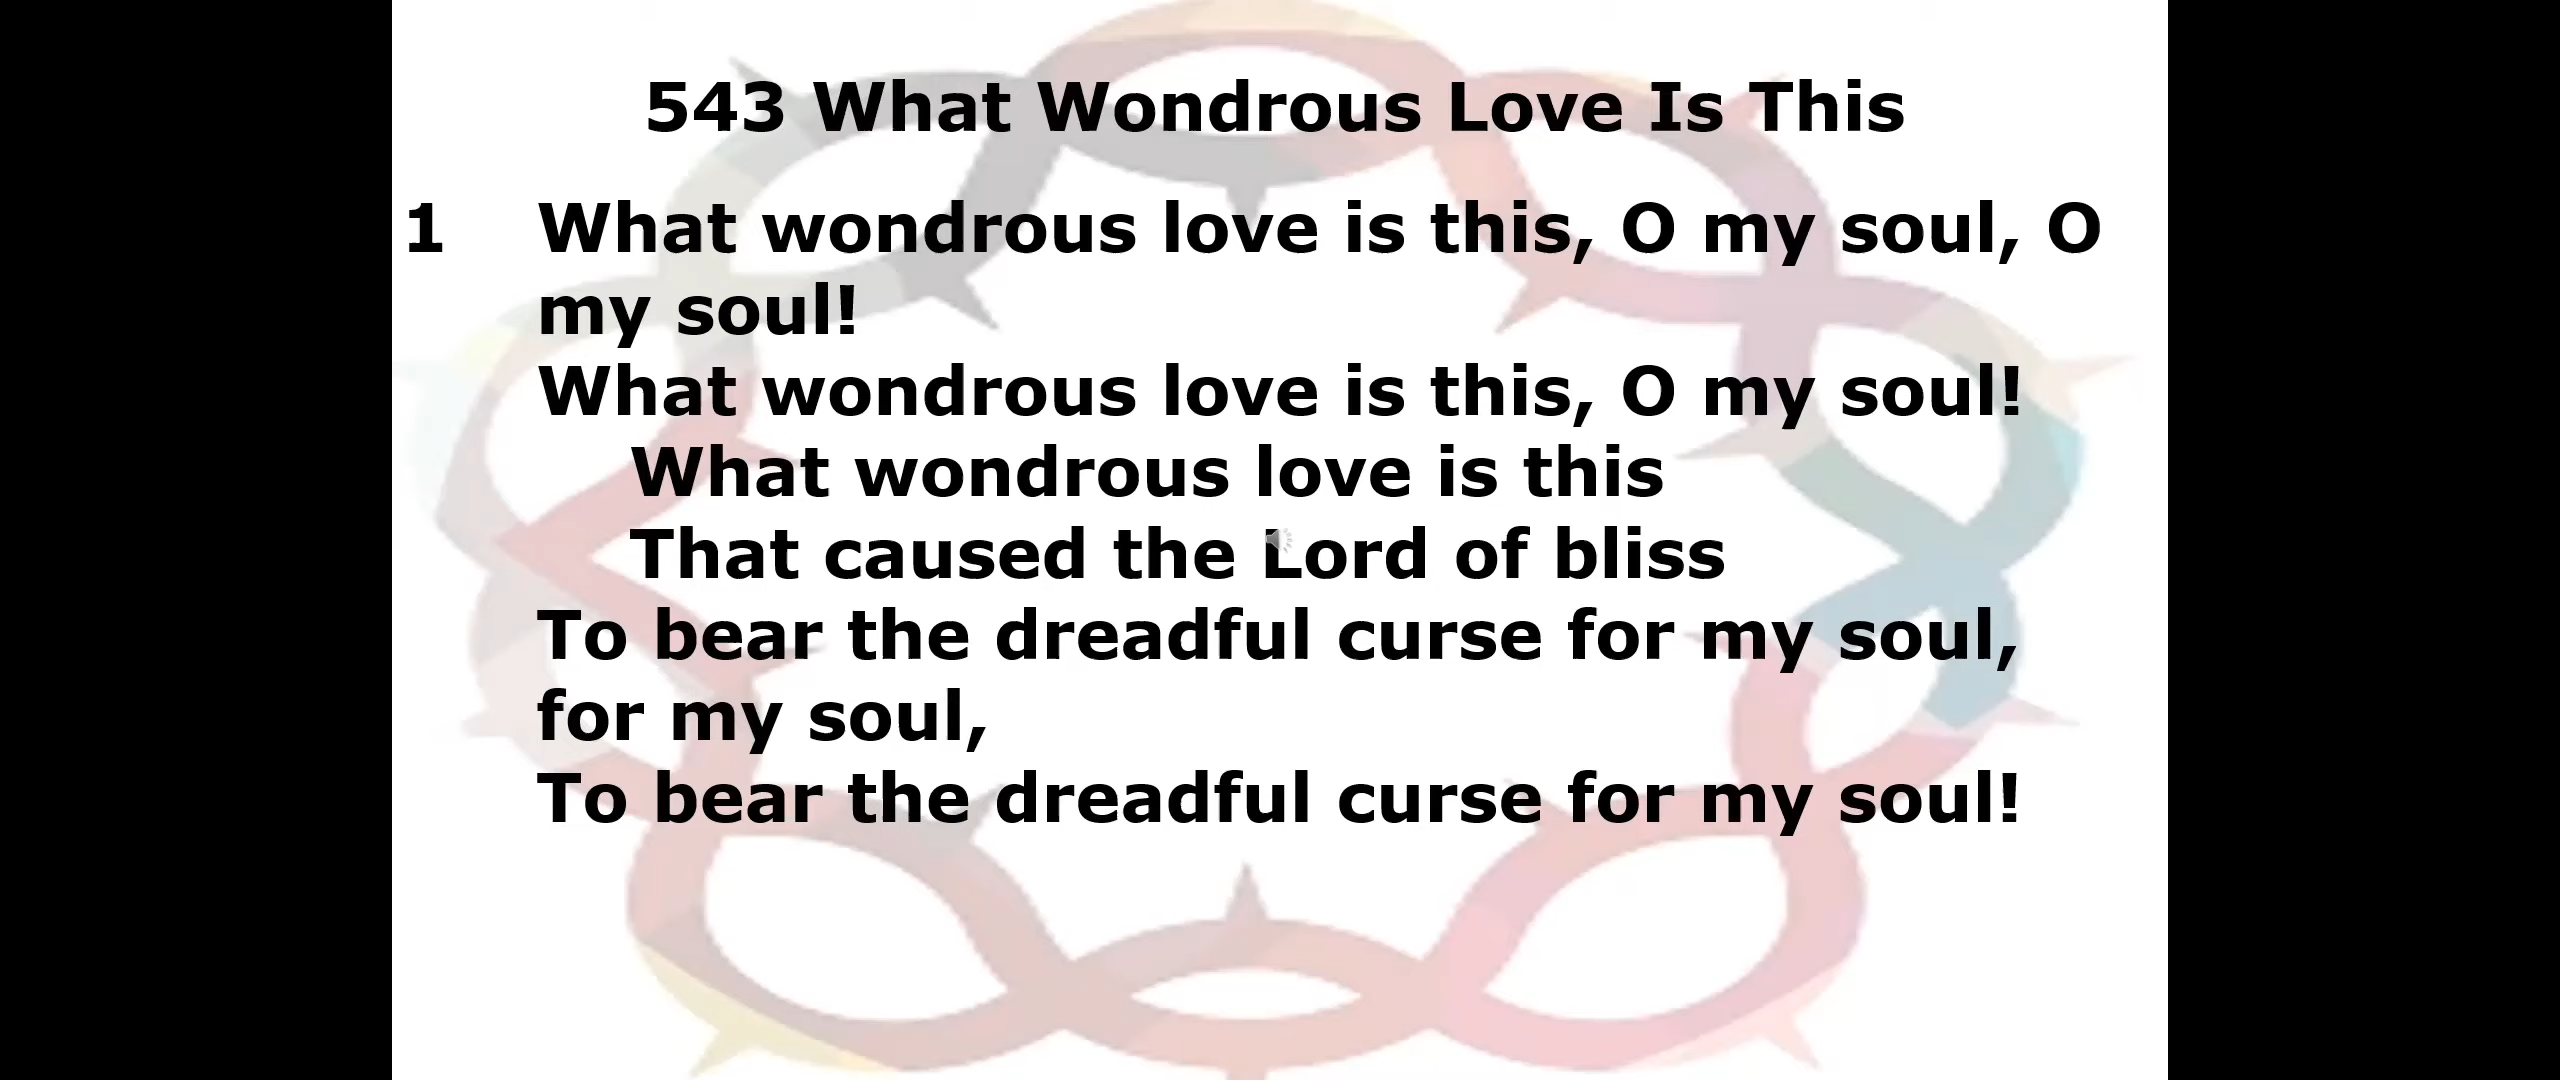 543 What Wondrous Love Is This
1 What wondrous love is this, O my soul, O
my soul!
What wondrous love is this, O my soul!
What wondrous love is this
That caused the Lord of bliss
To bear the dreadful curse for my soul,
for my soul,
To bear the dreadful curse for my soul!